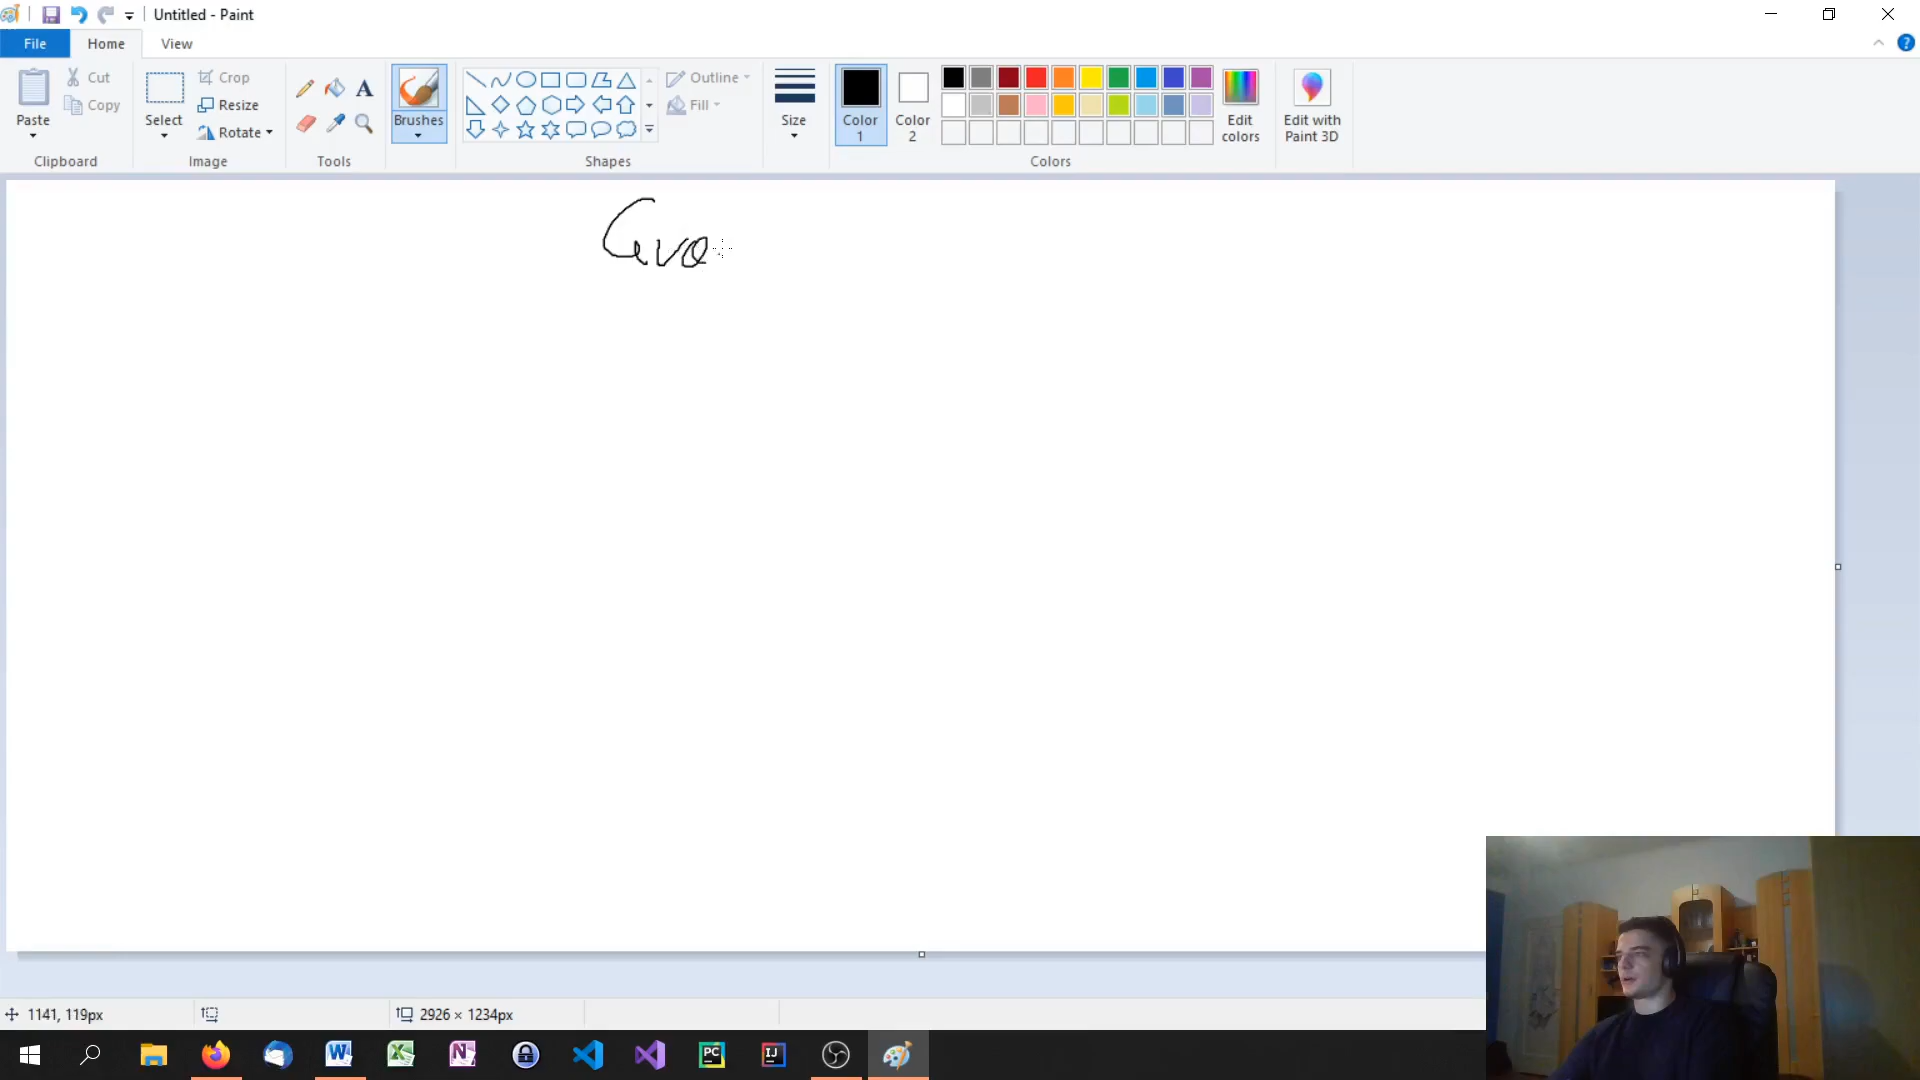 Untitled - Paint
File Home View
Paste
Cut
Copy
Clipboard
Select
Crop
Resize
Rotate
Image
Tools
Brushes
Shapes
Outline
Fill
Size
Color 1
Color 2
Edit colors
Colors
Edit with Paint 3D
Gra
1141, 119px
2926 × 1234px